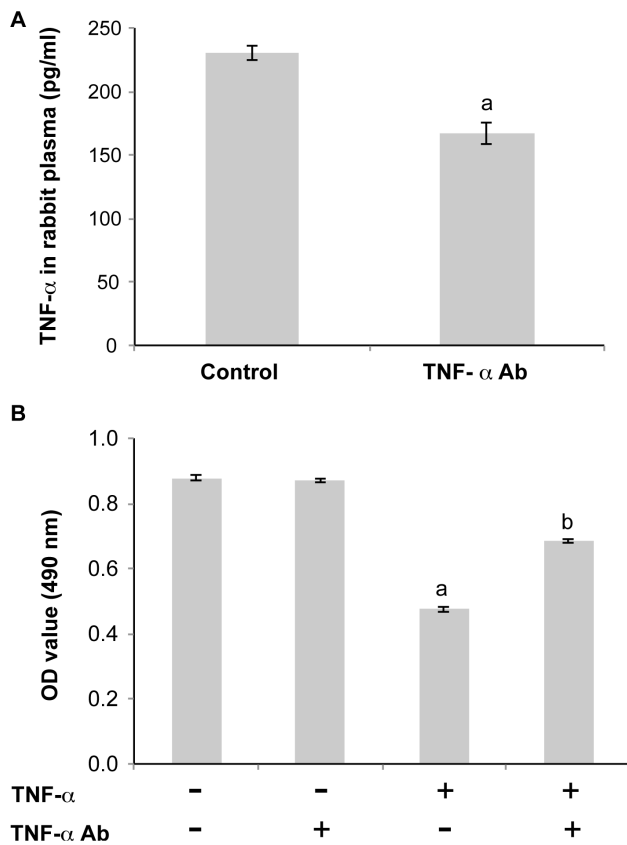 A
TNF-α in rabbit plasma (pg/ml)
250
200
150
100
50
0
a
Control
TNF- α Ab
B
OD value (490 nm)
1.0
0.8
0.6
0.4
0.2
0.0
a
b
TNF-α - - + +
TNF-α Ab - + - +